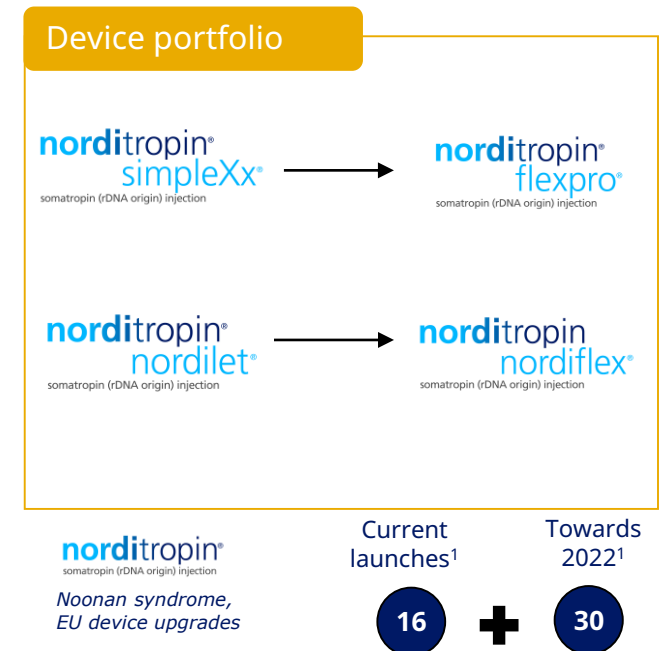 Device portfolio
norditropin®
simpleXx®
somatropin (rDNA origin) injection
norditropin®
flexpro®
somatropin (rDNA origin) injection
norditropin®
nordilet®
somatropin (rDNA origin) injection
norditropin
nordiflex®
somatropin (rDNA origin) injection
norditropin®
somatropin (rDNA origin) injection
Noonan syndrome,
EU device upgrades
Current
launches¹
16
Towards
2022¹
30